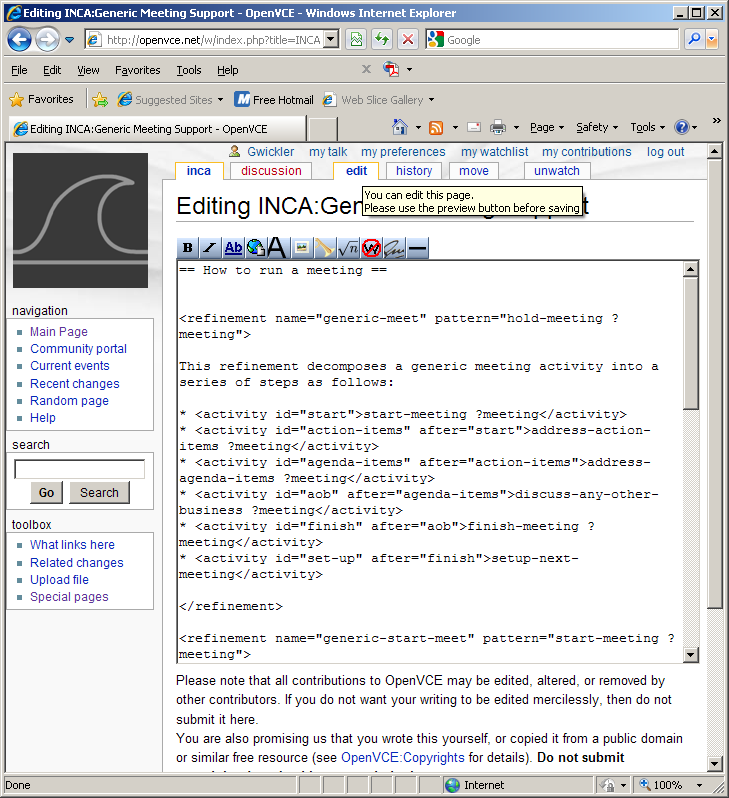 Editing INCA:Generic Meeting Support - OpenVCE - Windows Internet Explorer
http://openvce.net/w/index.php?title=INCA
Google
File Edit View Favorites Tools Help
Favorites Suggested Sites Free Hotmail Web Slice Gallery
Editing INCA:Generic Meeting Support - OpenVCE
Page Safety Tools
Gwickler my talk my preferences my watchlist my contributions log out
inca discussion edit history move unwatch
You can edit this page.
Please use the preview button before saving
Editing INCA:Gen
B I Ab A √n W
== How to run a meeting ==
<refinement name="generic-meet" pattern="hold-meeting ?
meeting">
This refinement decomposes a generic meeting activity into a
series of steps as follows:
* <activity id="start">start-meeting ?meeting</activity>
* <activity id="action-items" after="start">address-action-
items ?meeting</activity>
* <activity id="agenda-items" after="action-items">address-
agenda-items ?meeting</activity>
* <activity id="aob" after="agenda-items">discuss-any-other-
business ?meeting</activity>
* <activity id="finish" after="aob">finish-meeting ?
meeting</activity>
* <activity id="set-up" after="finish">setup-next-
meeting</activity>
</refinement>
<refinement name="generic-start-meet" pattern="start-meeting ?
meeting">
navigation
Main Page
Community portal
Current events
Recent changes
Random page
Help
search
Go Search
toolbox
What links here
Related changes
Upload file
Special pages
Please note that all contributions to OpenVCE may be edited, altered, or removed by
other contributors. If you do not want your writing to be edited mercilessly, then do not
submit it here.
You are also promising us that you wrote this yourself, or copied it from a public domain
or similar free resource (see OpenVCE:Copyrights for details). Do not submit
Done Internet 100%